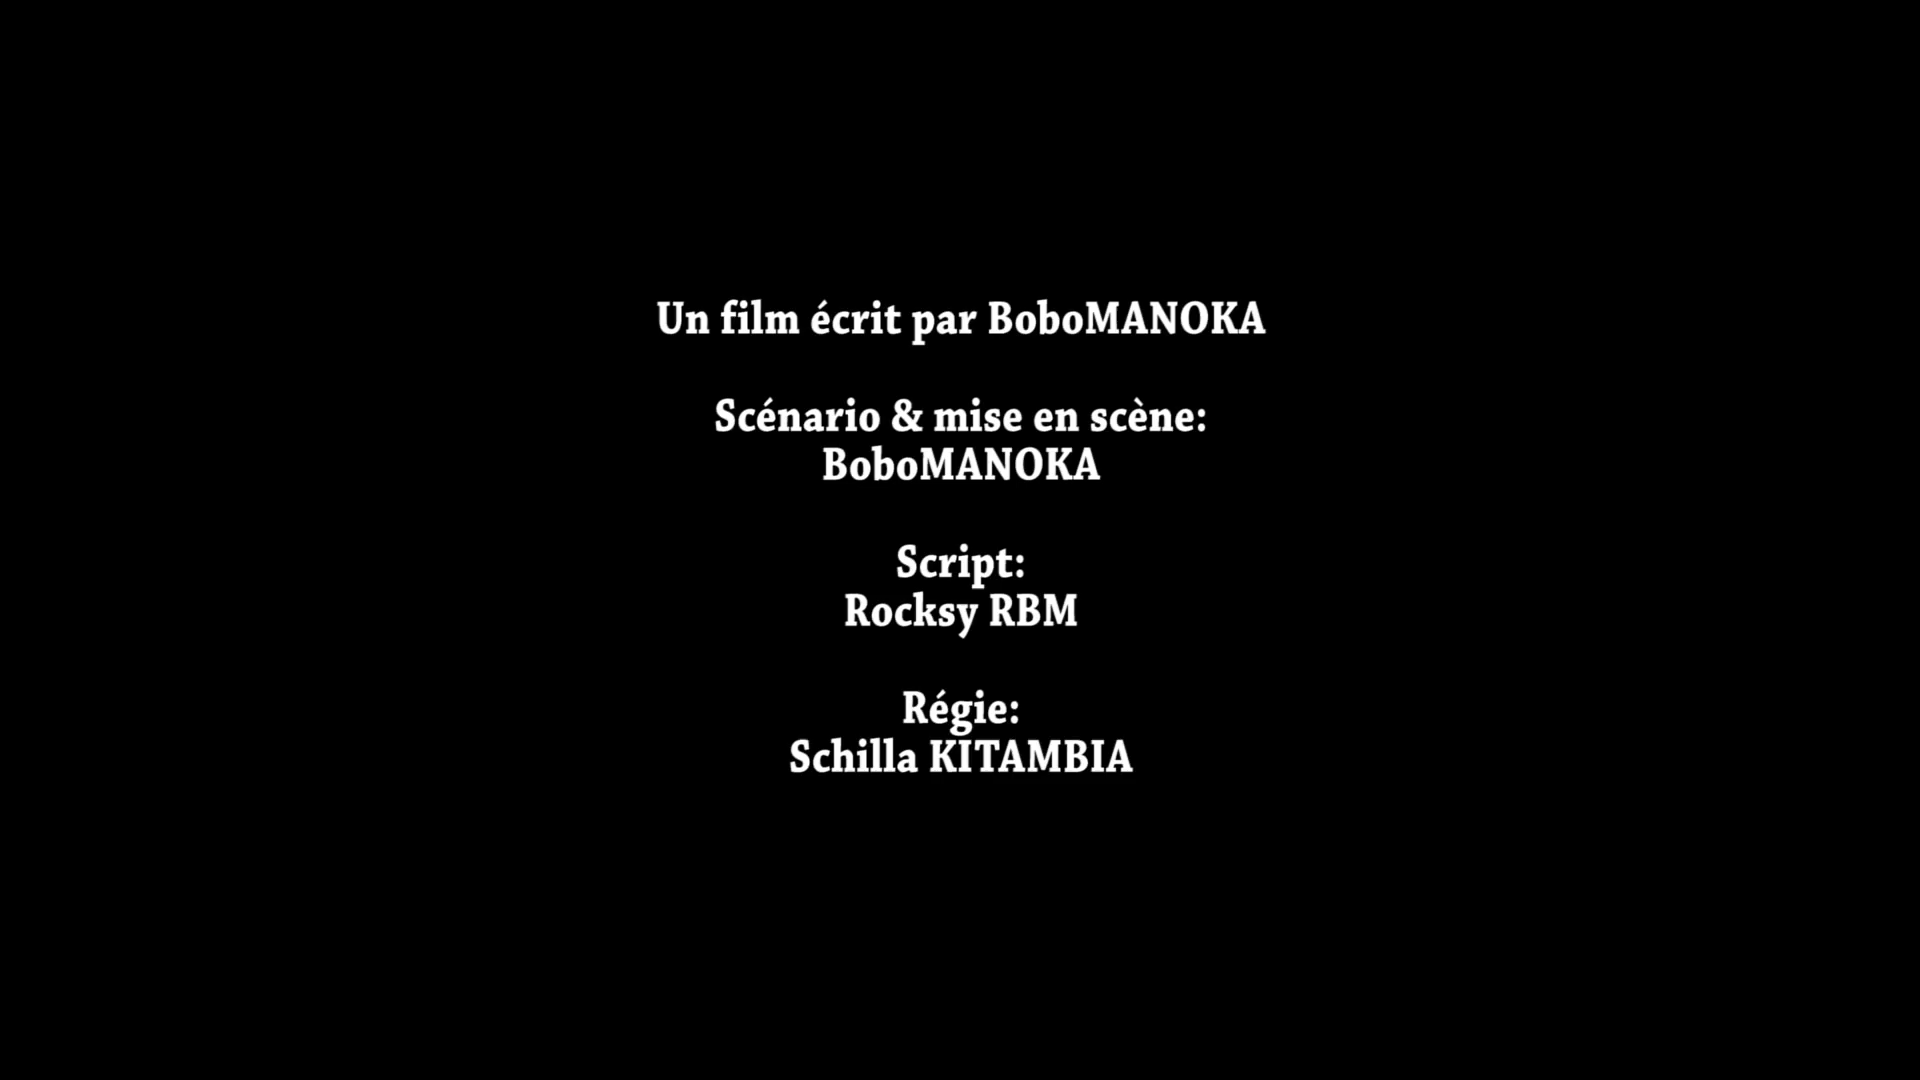 Un film écrit par BoboMANOKA
Scénario & mise en scène:
BoboMANOKA
Script:
Rocksy RBM
Régie:
Schilla KITAMBIA